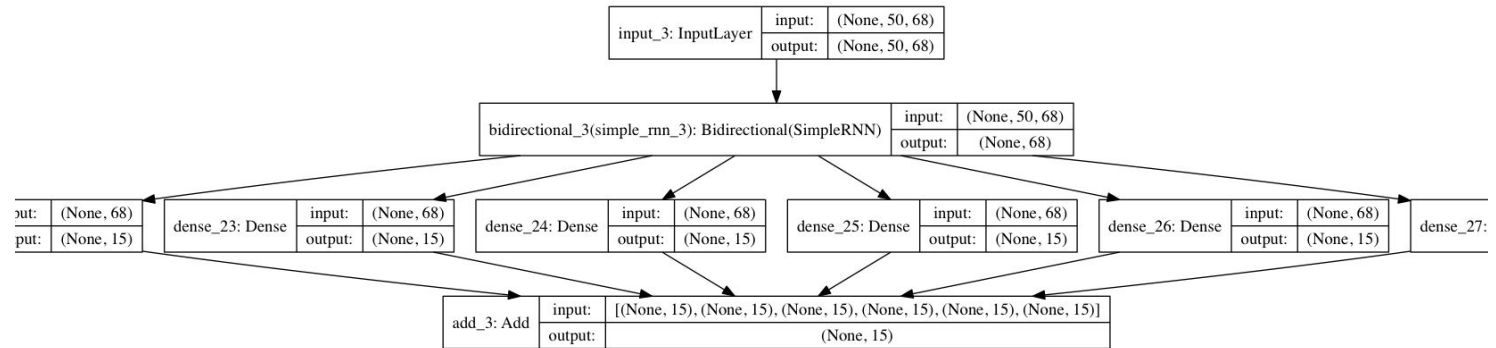 input_3: InputLayer
input: (None, 50, 68)
output: (None, 50, 68)
bidirectional_3(simple_rnn_3): Bidirectional(SimpleRNN)
input: (None, 50, 68)
output: (None, 68)
put: (None, 68)
put: (None, 15)
dense_23: Dense
input: (None, 68)
output: (None, 15)
dense_24: Dense
input: (None, 68)
output: (None, 15)
dense_25: Dense
input: (None, 68)
output: (None, 15)
dense_26: Dense
input: (None, 68)
output: (None, 15)
dense_27:
add_3: Add
input: [(None, 15), (None, 15), (None, 15), (None, 15), (None, 15), (None, 15)]
output: (None, 15)